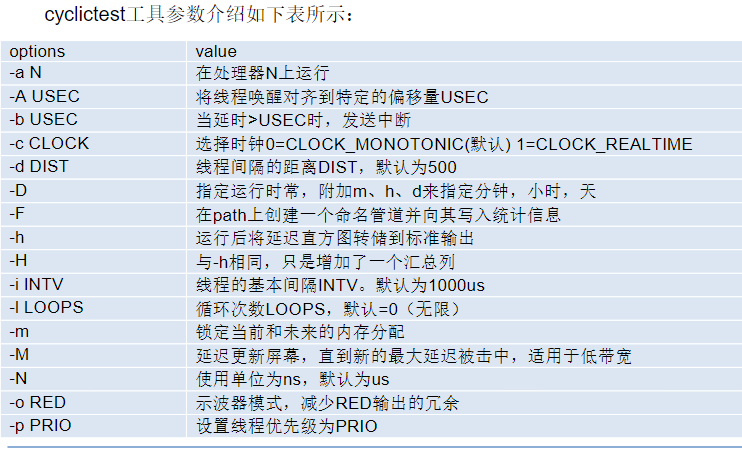 cyclictest工具参数介绍如下表所示：
options value
-a N 在处理器N上运行
-A USEC 将线程唤醒对齐到特定的偏移量USEC
-b USEC 当延时>USEC时，发送中断
-c CLOCK 选择时钟0=CLOCK_MONOTONIC(默认) 1=CLOCK_REALTIME
-d DIST 线程间隔的距离DIST，默认为500
-D 指定运行时常，附加m、h、d来指定分钟，小时，天
-F 在path上创建一个命名管道并向其写入统计信息
-h 运行后将延迟直方图转储到标准输出
-H 与-h相同，只是增加了一个汇总列
-i INTV 线程的基本间隔INTV。默认为1000us
-l LOOPS 循环次数LOOPS，默认=0（无限）
-m 锁定当前和未来的内存分配
-M 延迟更新屏幕，直到新的最大延迟被击中，适用于低带宽
-N 使用单位为ns，默认为us
-o RED 示波器模式，减少RED输出的冗余
-p PRIO 设置线程优先级为PRIO